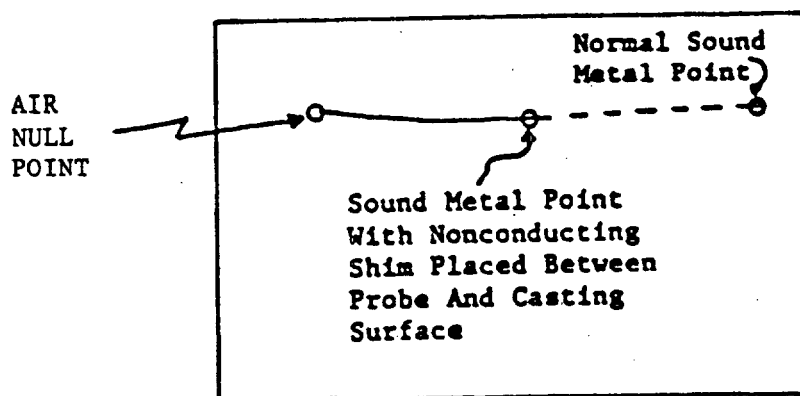 Normal Sound
Metal Point
AIR
NULL
POINT
Sound Metal Point
With Nonconducting
Shim Placed Between
Probe And Casting
Surface